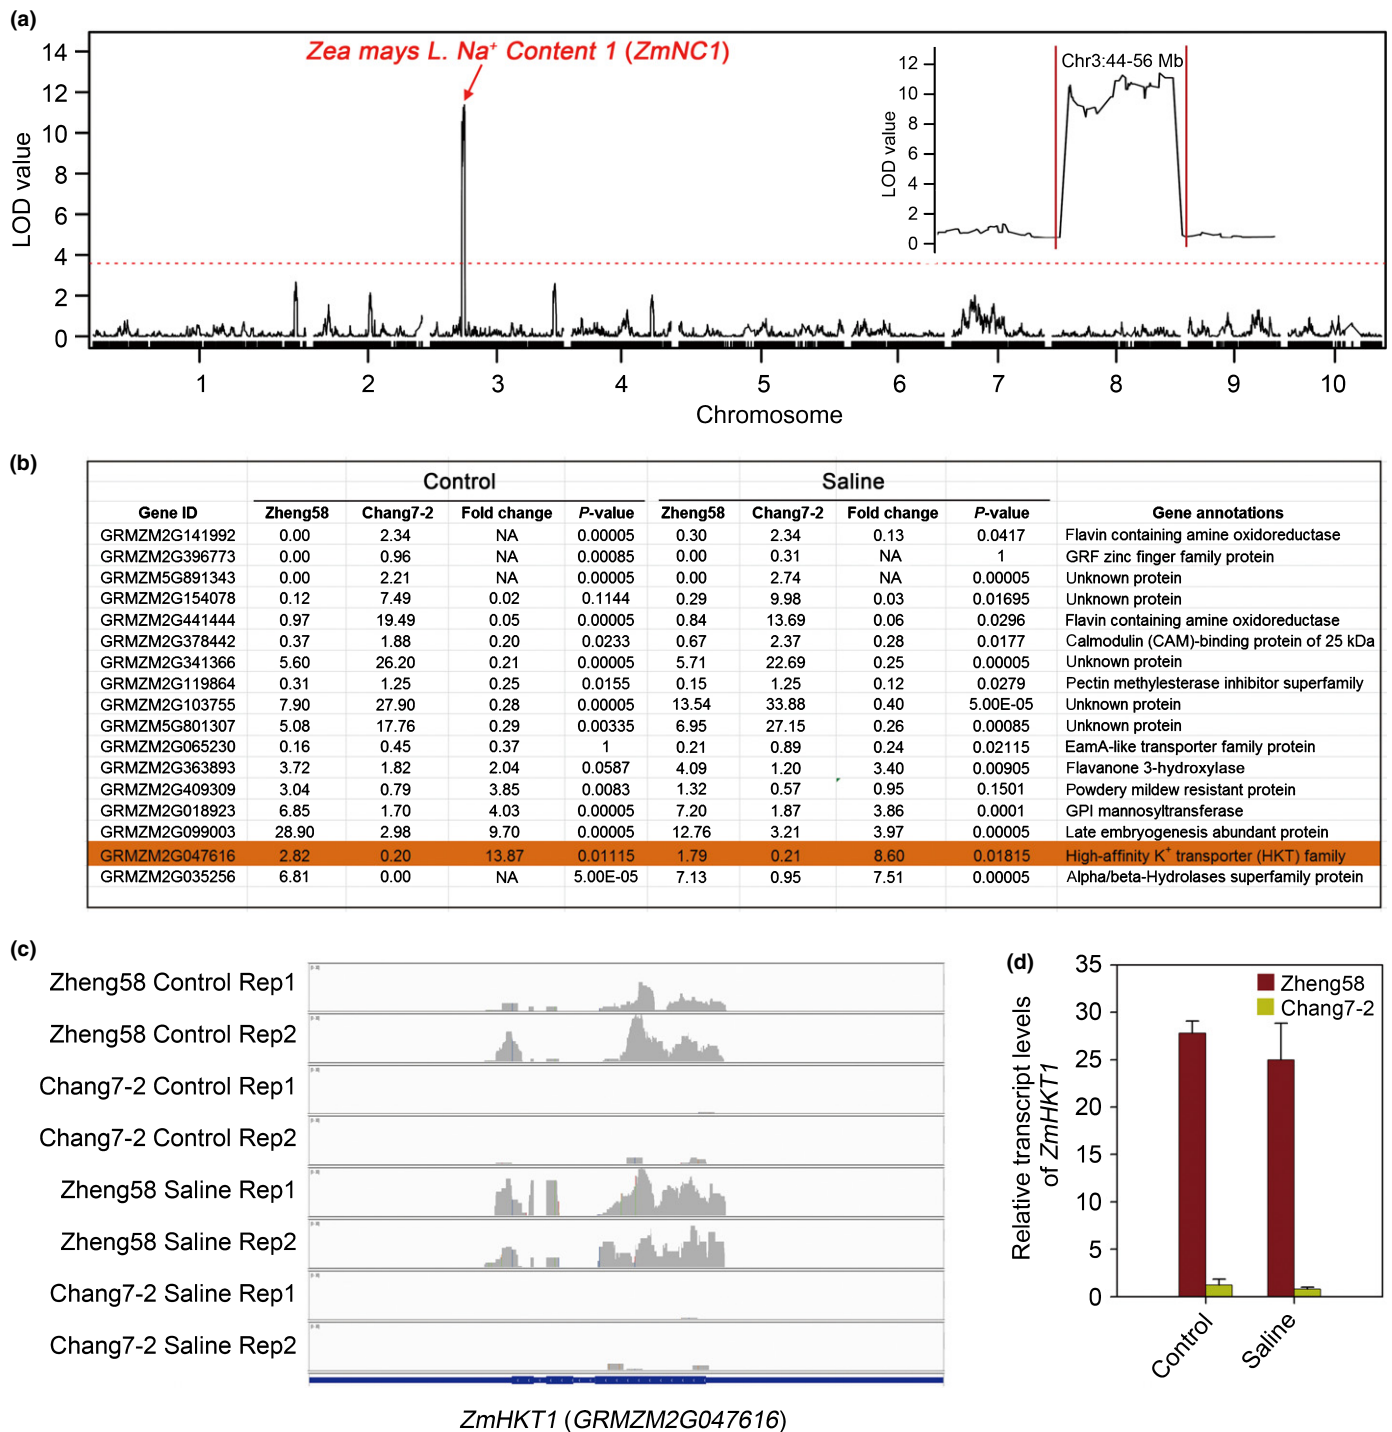 (a)
Zea mays L. Na+ Content 1 (ZmNC1)
LOD value
14
12
10
8
6
4
2
0
Chr3:44-56 Mb
LOD value
12
10
8
6
4
2
0
1 2 3 4 5 6 7 8 9 10
Chromosome
(b)
Control Saline
Gene ID Zheng58 Chang7-2 Fold change P-value Zheng58 Chang7-2 Fold change P-value Gene annotations
GRMZM2G141992 0.00 2.34 NA 0.00005 0.30 2.34 0.13 0.0417 Flavin containing amine oxidoreductase
GRMZM2G396773 0.00 0.96 NA 0.00085 0.00 0.31 NA 1 GRF zinc finger family protein
GRMZM5G891343 0.00 2.21 NA 0.00005 0.00 2.74 NA 0.00005 Unknown protein
GRMZM2G154078 0.12 7.49 0.02 0.1144 0.29 9.98 0.03 0.01695 Unknown protein
GRMZM2G441444 0.97 19.49 0.05 0.00005 0.84 13.69 0.06 0.0296 Flavin containing amine oxidoreductase
GRMZM2G378442 0.37 1.88 0.20 0.0233 0.67 2.37 0.28 0.0177 Calmodulin (CAM)-binding protein of 25 kDa
GRMZM2G341366 5.60 26.20 0.21 0.00005 5.71 22.69 0.25 0.00005 Unknown protein
GRMZM2G119864 0.31 1.25 0.25 0.0155 0.15 1.25 0.12 0.0279 Pectin methylesterase inhibitor superfamily
GRMZM2G103755 7.90 27.90 0.28 0.00005 13.54 33.88 0.40 5.00E-05 Unknown protein
GRMZM5G801307 5.08 17.76 0.29 0.00335 6.95 27.15 0.26 0.00085 Unknown protein
GRMZM2G065230 0.16 0.45 0.37 1 0.21 0.89 0.24 0.02115 EamA-like transporter family protein
GRMZM2G363893 3.72 1.82 2.04 0.0587 4.09 1.20 3.40 0.00905 Flavanone 3-hydroxylase
GRMZM2G409309 3.04 0.79 3.85 0.0083 1.32 0.57 0.95 0.1501 Powdery mildew resistant protein
GRMZM2G018923 6.85 1.70 4.03 0.00005 7.20 1.87 3.86 0.0001 GPI mannosyltransferase
GRMZM2G099003 28.90 2.98 9.70 0.00005 12.76 3.21 3.97 0.00005 Late embryogenesis abundant protein
GRMZM2G047616 2.82 0.20 13.87 0.01115 1.79 0.21 8.60 0.01815 High-affinity K+ transporter (HKT) family
GRMZM2G035256 6.81 0.00 NA 5.00E-05 7.13 0.95 7.51 0.00005 Alpha/beta-Hydrolases superfamily protein
(c)
Zheng58 Control Rep1
Zheng58 Control Rep2
Chang7-2 Control Rep1
Chang7-2 Control Rep2
Zheng58 Saline Rep1
Zheng58 Saline Rep2
Chang7-2 Saline Rep1
Chang7-2 Saline Rep2
ZmHKT1 (GRMZM2G047616)
(d)
Relative transcript levels
of ZmHKT1
35
30
25
20
15
10
5
0
Zheng58
Chang7-2
Control Saline